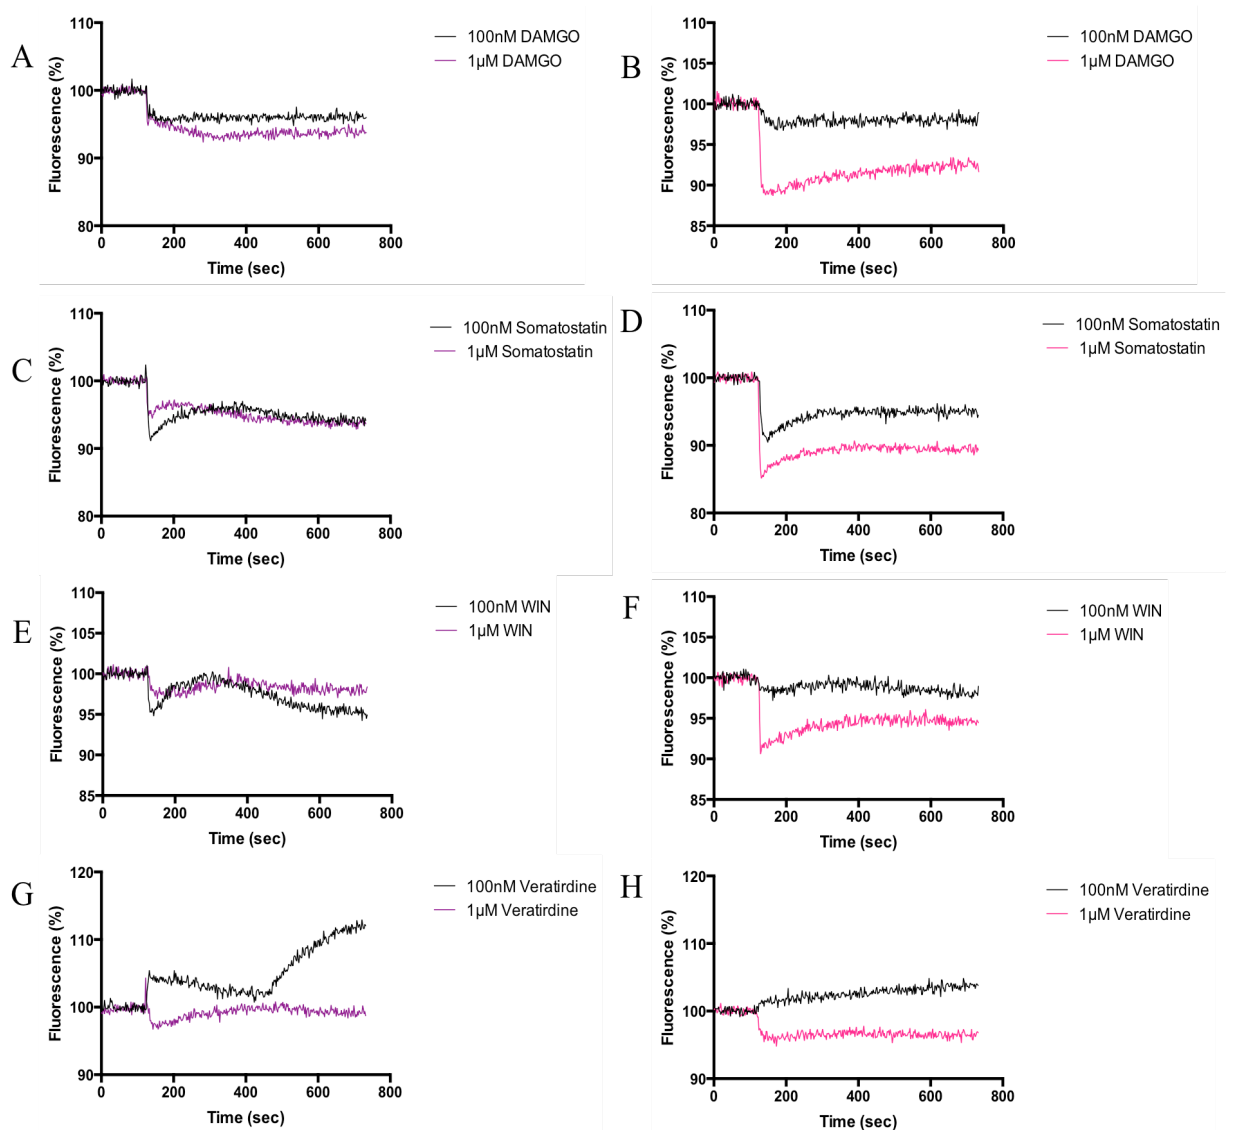 A
Fluorescence (%)
110
100
90
80
0 200 400 600 800
Time (sec)
100nM DAMGO
1µM DAMGO
B
Fluorescence (%)
110
105
100
95
90
85
0 200 400 600 800
Time (sec)
100nM DAMGO
1µM DAMGO
C
Fluorescence (%)
110
100
90
80
0 200 400 600 800
Time (sec)
100nM Somatostatin
1µM Somatostatin
D
Fluorescence (%)
110
100
90
80
0 200 400 600 800
Time (sec)
100nM Somatostatin
1µM Somatostatin
E
Fluorescence (%)
110
105
100
95
90
85
0 200 400 600 800
Time (sec)
100nM WIN
1µM WIN
F
Fluorescence (%)
110
105
100
95
90
85
0 200 400 600 800
Time (sec)
100nM WIN
1µM WIN
G
Fluorescence (%)
120
110
100
90
0 200 400 600 800
Time (sec)
100nM Veratirdine
1µM Veratirdine
H
Fluorescence (%)
120
110
100
90
0 200 400 600 800
Time (sec)
100nM Veratirdine
1µM Veratirdine